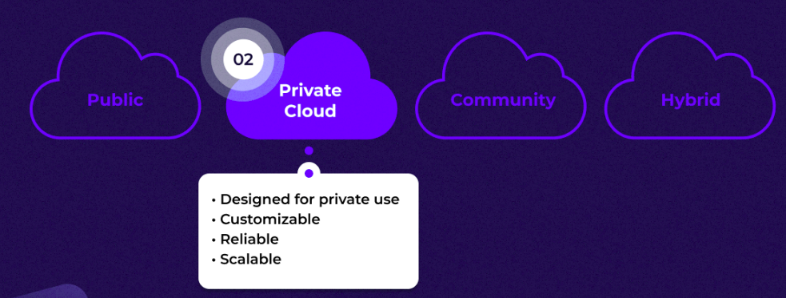 02
Public
Private
Cloud
Community
Hybrid
• Designed for private use
• Customizable
• Reliable
• Scalable